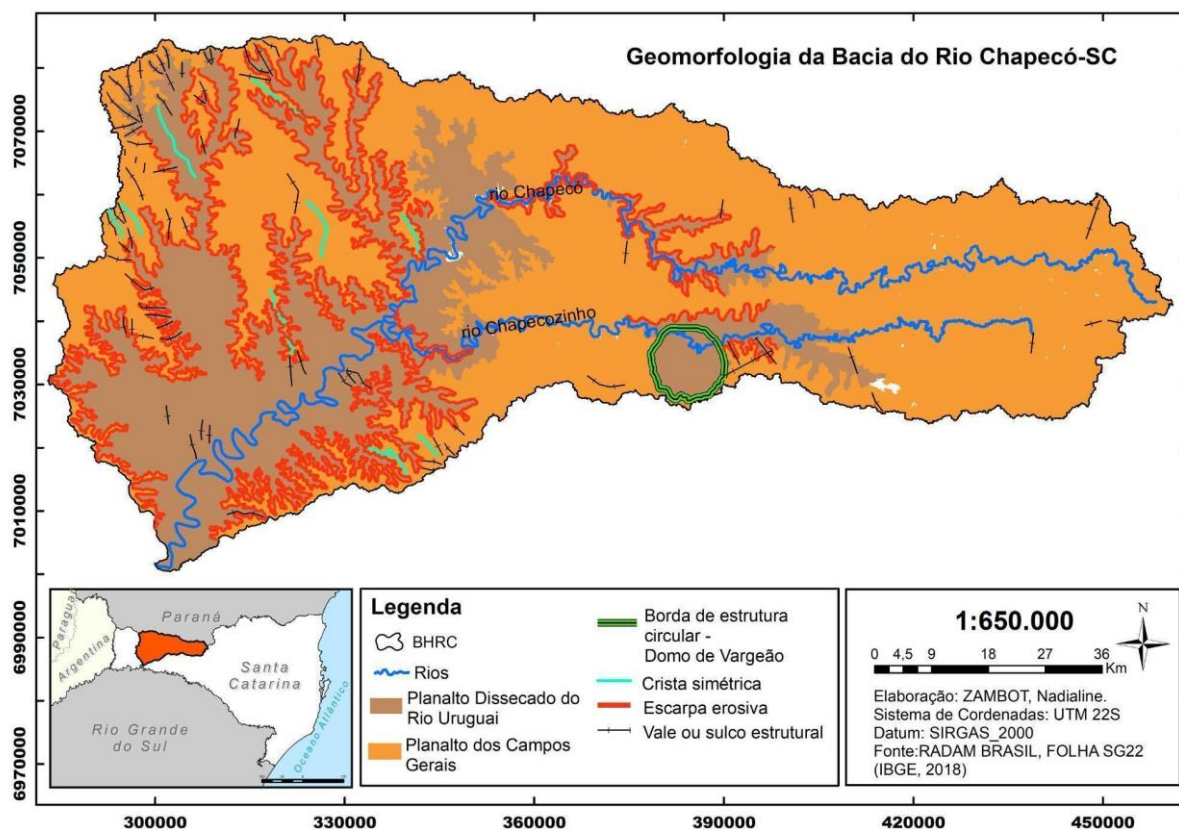 Geomorfologia da Bacia do Rio Chapecó-SC
7070000
7050000
7030000
7010000
6990000
6970000
rio Chapecó
rio Chapecozinho
Paraguai
Argentina
Paraná
Santa
Catarina
Rio Grande
do Sul
Oceano Atlântico
Legenda
BHRC
Rios
Planalto Dissecado do
Rio Uruguai
Planalto dos Campos
Gerais
Borda de estrutura
circular -
Domo de Vargeão
Crista simétrica
Escarpa erosiva
Vale ou sulco estrutural
1:650.000
N
0 4,5 9 18 27 36
Km
Elaboração: ZAMBOT, Nadialine.
Sistema de Cordenadas: UTM 22S
Datum: SIRGAS_2000
Fonte:RADAM BRASIL, FOLHA SG22
(IBGE, 2018)
300000 330000 360000 390000 420000 450000